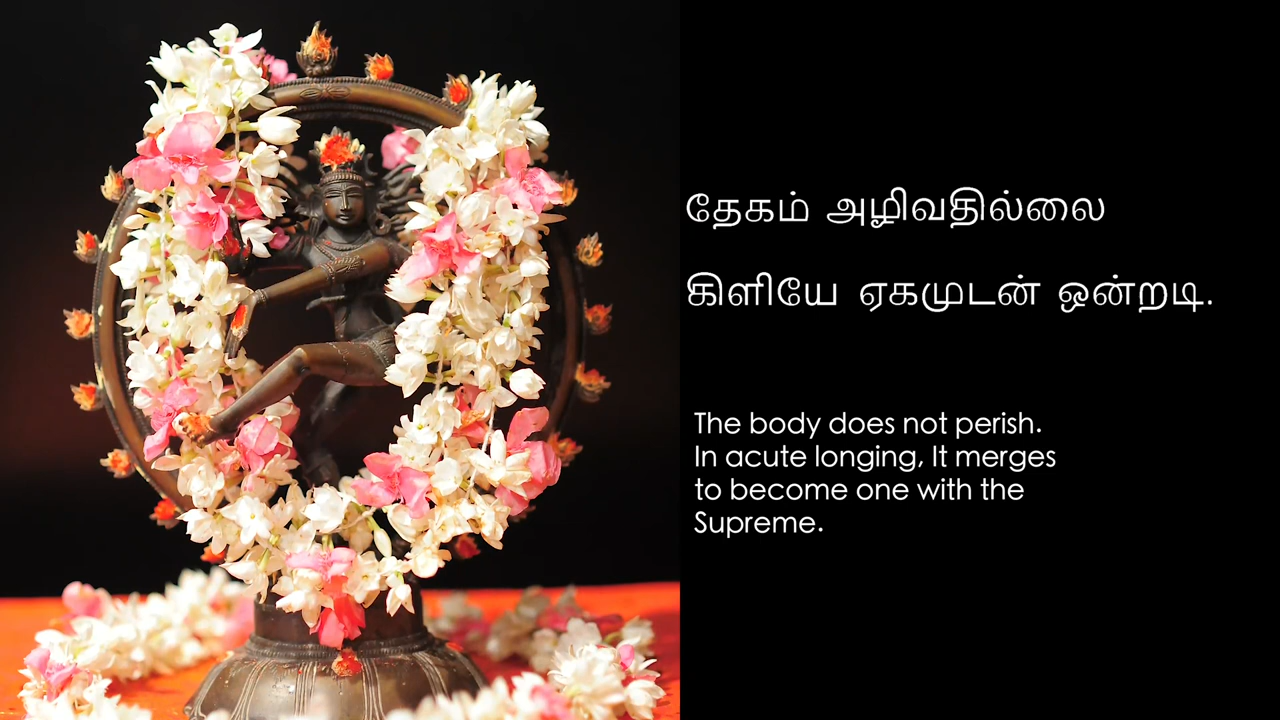 தேகம் அழிவதில்லை
கிளியே ஏகமுடன் ஒன்றடி.
The body does not perish.
In acute longing, It merges
to become one with the
Supreme.